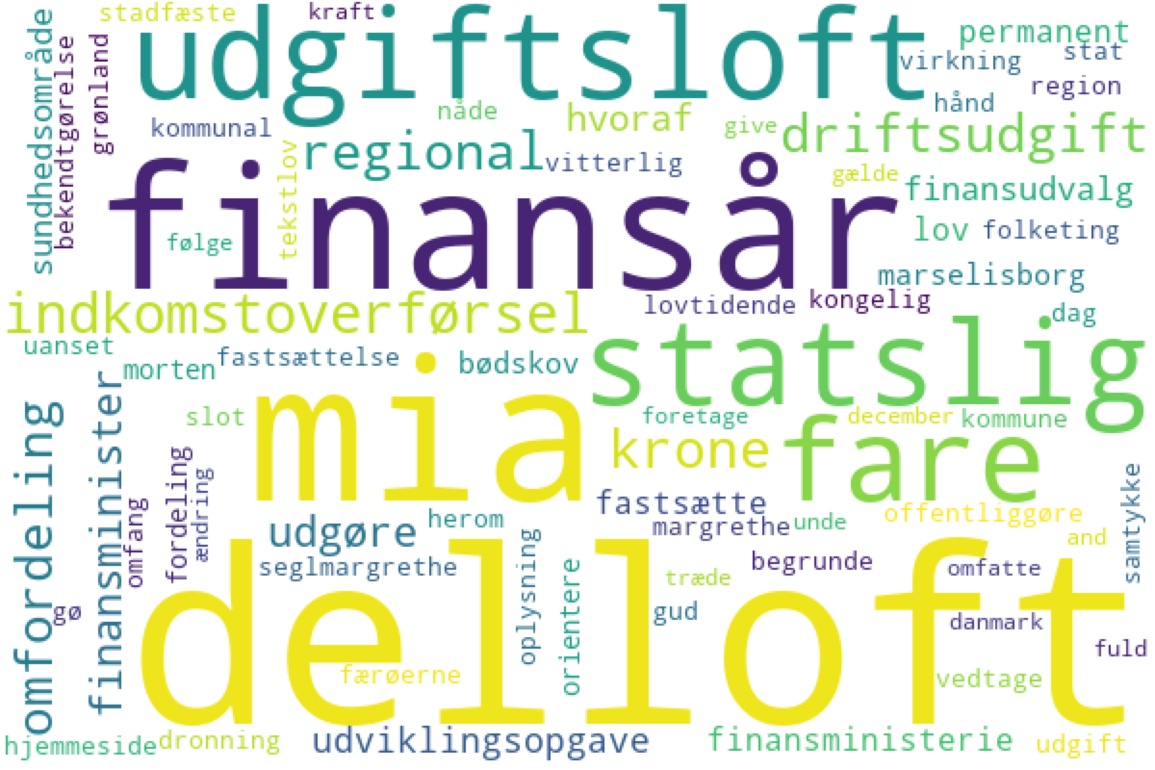 stadfæste
kraft
udgiftsloft
permanent
virkning
stat
region
hånd
sundhedsområde
bekendtgørelse
grønland
kommunal
nåde
hvoraf
give
driftsudgift
tekstlov
regional
vitterlig
gælde
finansudvalg
finansår
følge
lov
folketing
marselisborg
indkomstoverførsel
lovtidende
kongelig
dag
uanset
morten
fastsættelse
bødskov
statslig
mia
slot
foretage
december
kommune
krone
fare
omfordeling
finansminister
fordeling
ændring
omfang
fastsætte
margrethe
unde
offentliggøre
and
samtykke
udgøre
herom
seglmargrethe
oplysning
orientere
begrunde
træde
omfatte
gø
delloft
gud
danmark
fuld
færøerne
vedtage
hjemmeside
dronning
udviklingsopgave
finansministerie
udgift